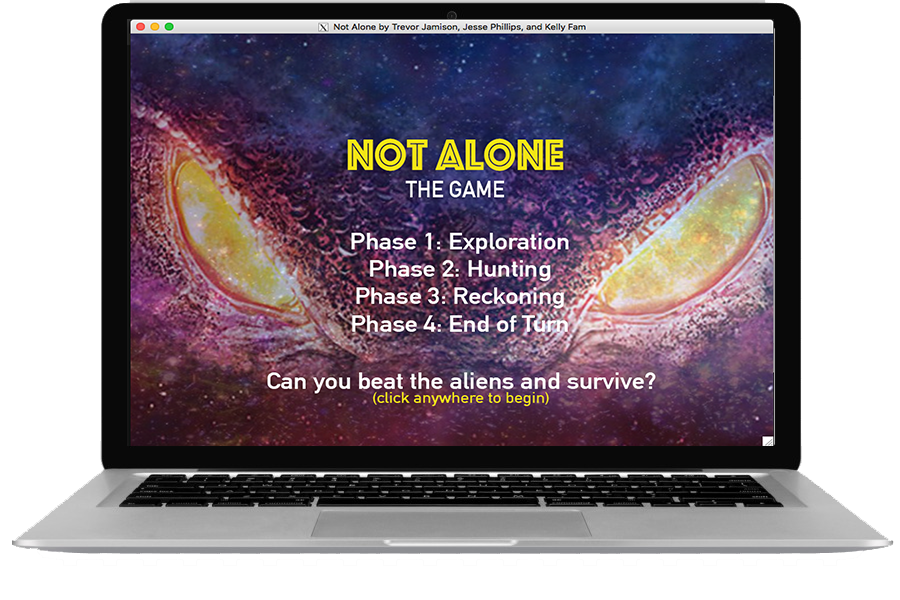 Not Alone by Trevor Jamison, Jesse Phillips, and Kelly Fam
NOT ALONE
THE GAME
Phase 1: Exploration
Phase 2: Hunting
Phase 3: Reckoning
Phase 4: End of Turn
Can you beat the aliens and survive?
(click anywhere to begin)